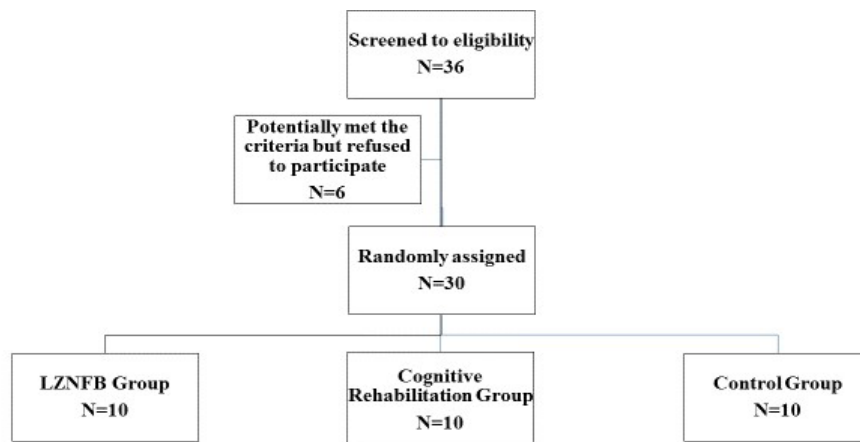 Screened to eligibility
N=36
Potentially met the
criteria but refused
to participate
N=6
Randomly assigned
N=30
LZNFB Group
N=10
Cognitive
Rehabilitation Group
N=10
Control Group
N=10